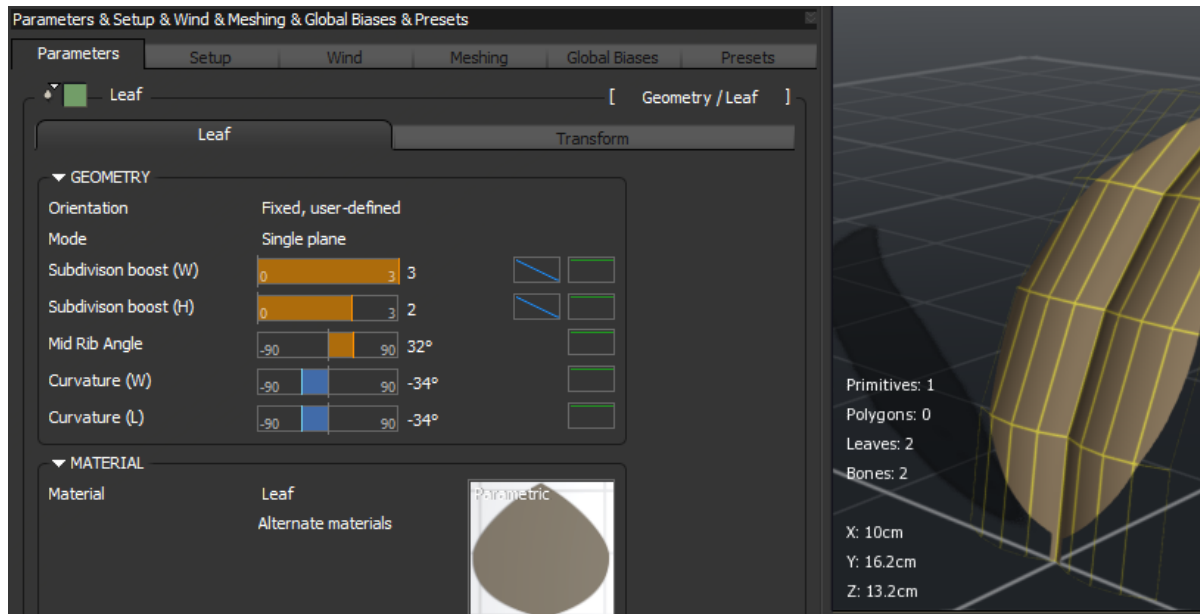 Parameters & Setup & Wind & Meshing & Global Biases & Presets
Parameters Setup Wind Meshing Global Biases Presets
Leaf [ Geometry / Leaf ]
Leaf Transform
GEOMETRY
Orientation Fixed, user-defined
Mode Single plane
Subdivison boost (W) 0 3 3
Subdivison boost (H) 0 3 2
Mid Rib Angle -90 90 32°
Curvature (W) -90 90 -34°
Curvature (L) -90 90 -34°
MATERIAL
Material Leaf Parametric
Alternate materials
Primitives: 1
Polygons: 0
Leaves: 2
Bones: 2
X: 10cm
Y: 16.2cm
Z: 13.2cm